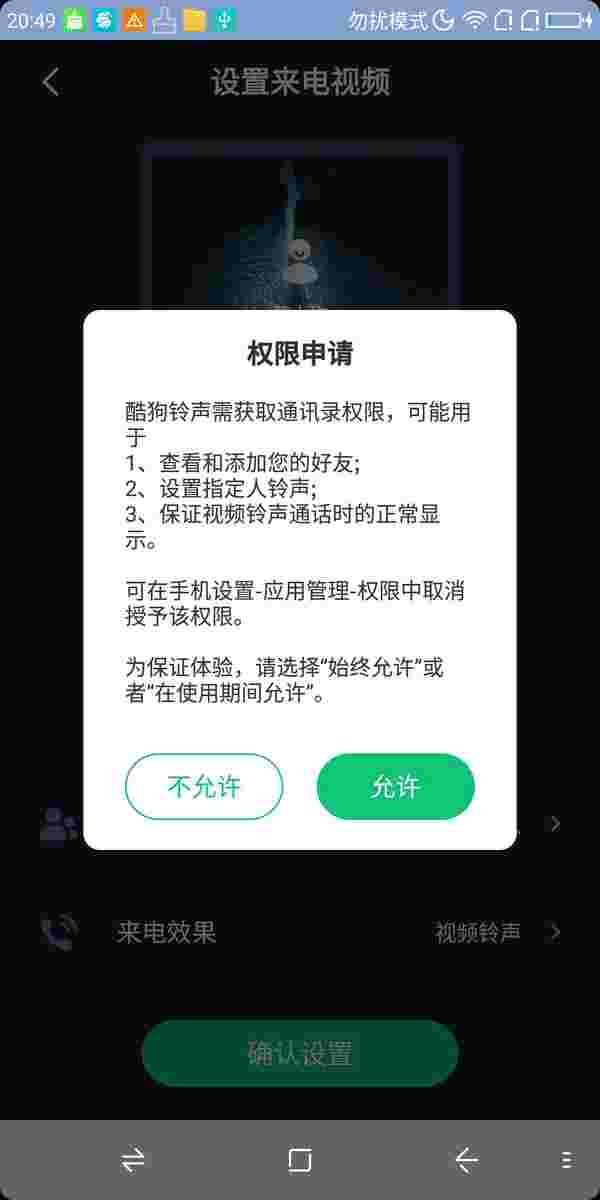 20:49 勿扰模式
设置来电视频
权限申请
酷狗铃声需获取通讯录权限，可能用
于
1、查看和添加您的好友;
2、设置指定人铃声;
3、保证视频铃声通话时的正常显
示。
可在手机设置-应用管理-权限中取消
授予该权限。
为保证体验，请选择“始终允许”或
者“在使用期间允许”。
不允许 允许
来电效果 视频铃声
确认设置